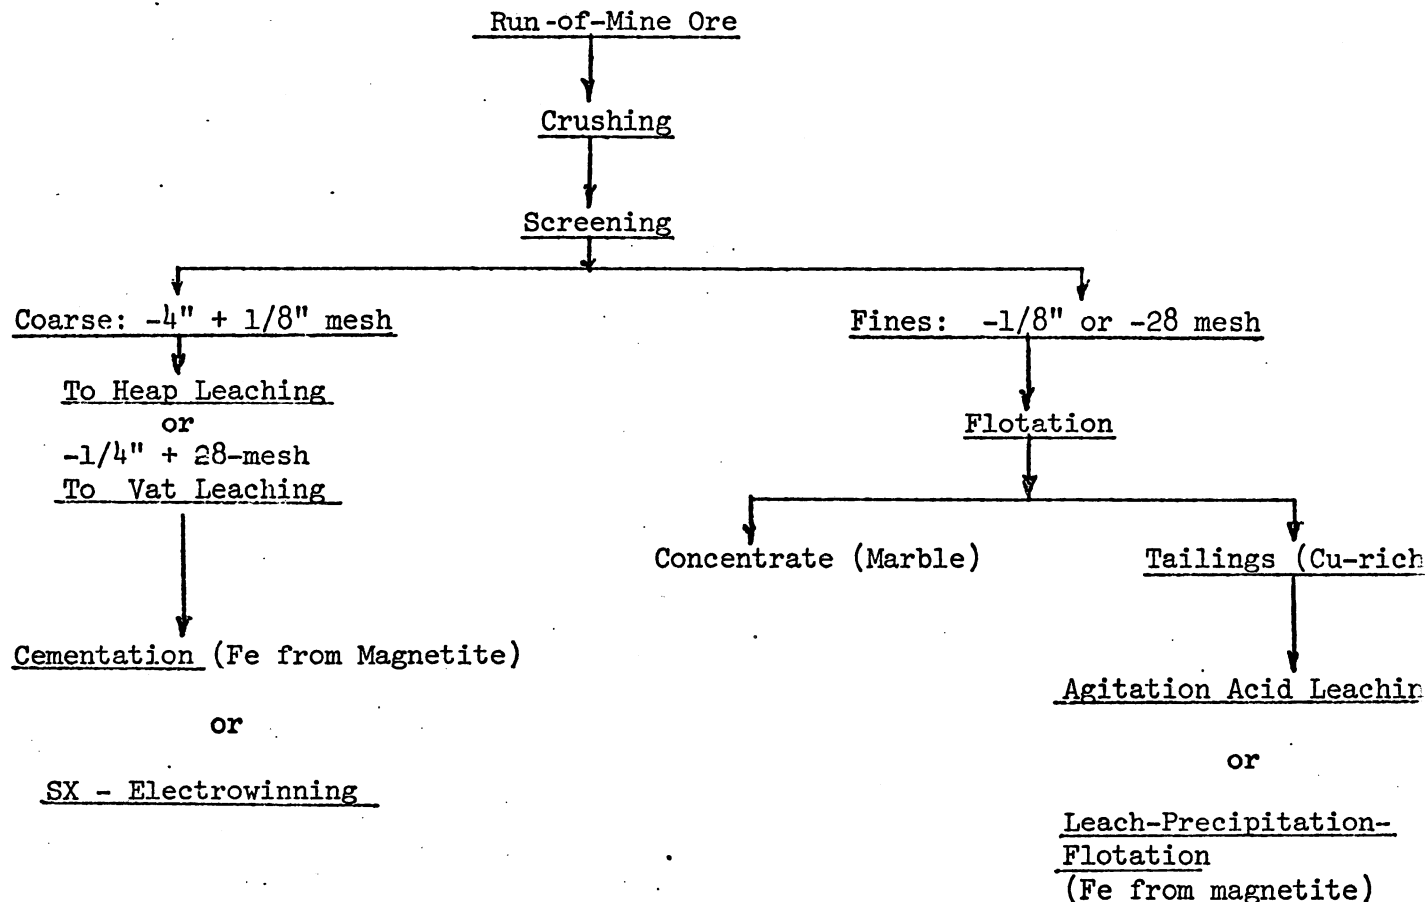 Run-of-Mine Ore
Crushing
Screening
Coarse: -4" + 1/8" mesh
Fines: -1/8" or -28 mesh
To Heap Leaching
or
-1/4" + 28-mesh
To Vat Leaching
Flotation
Concentrate (Marble)
Tailings (Cu-rich
Cementation (Fe from Magnetite)
or
SX - Electrowinning
Agitation Acid Leachin
or
Leach-Precipitation-
Flotation
(Fe from magnetite)